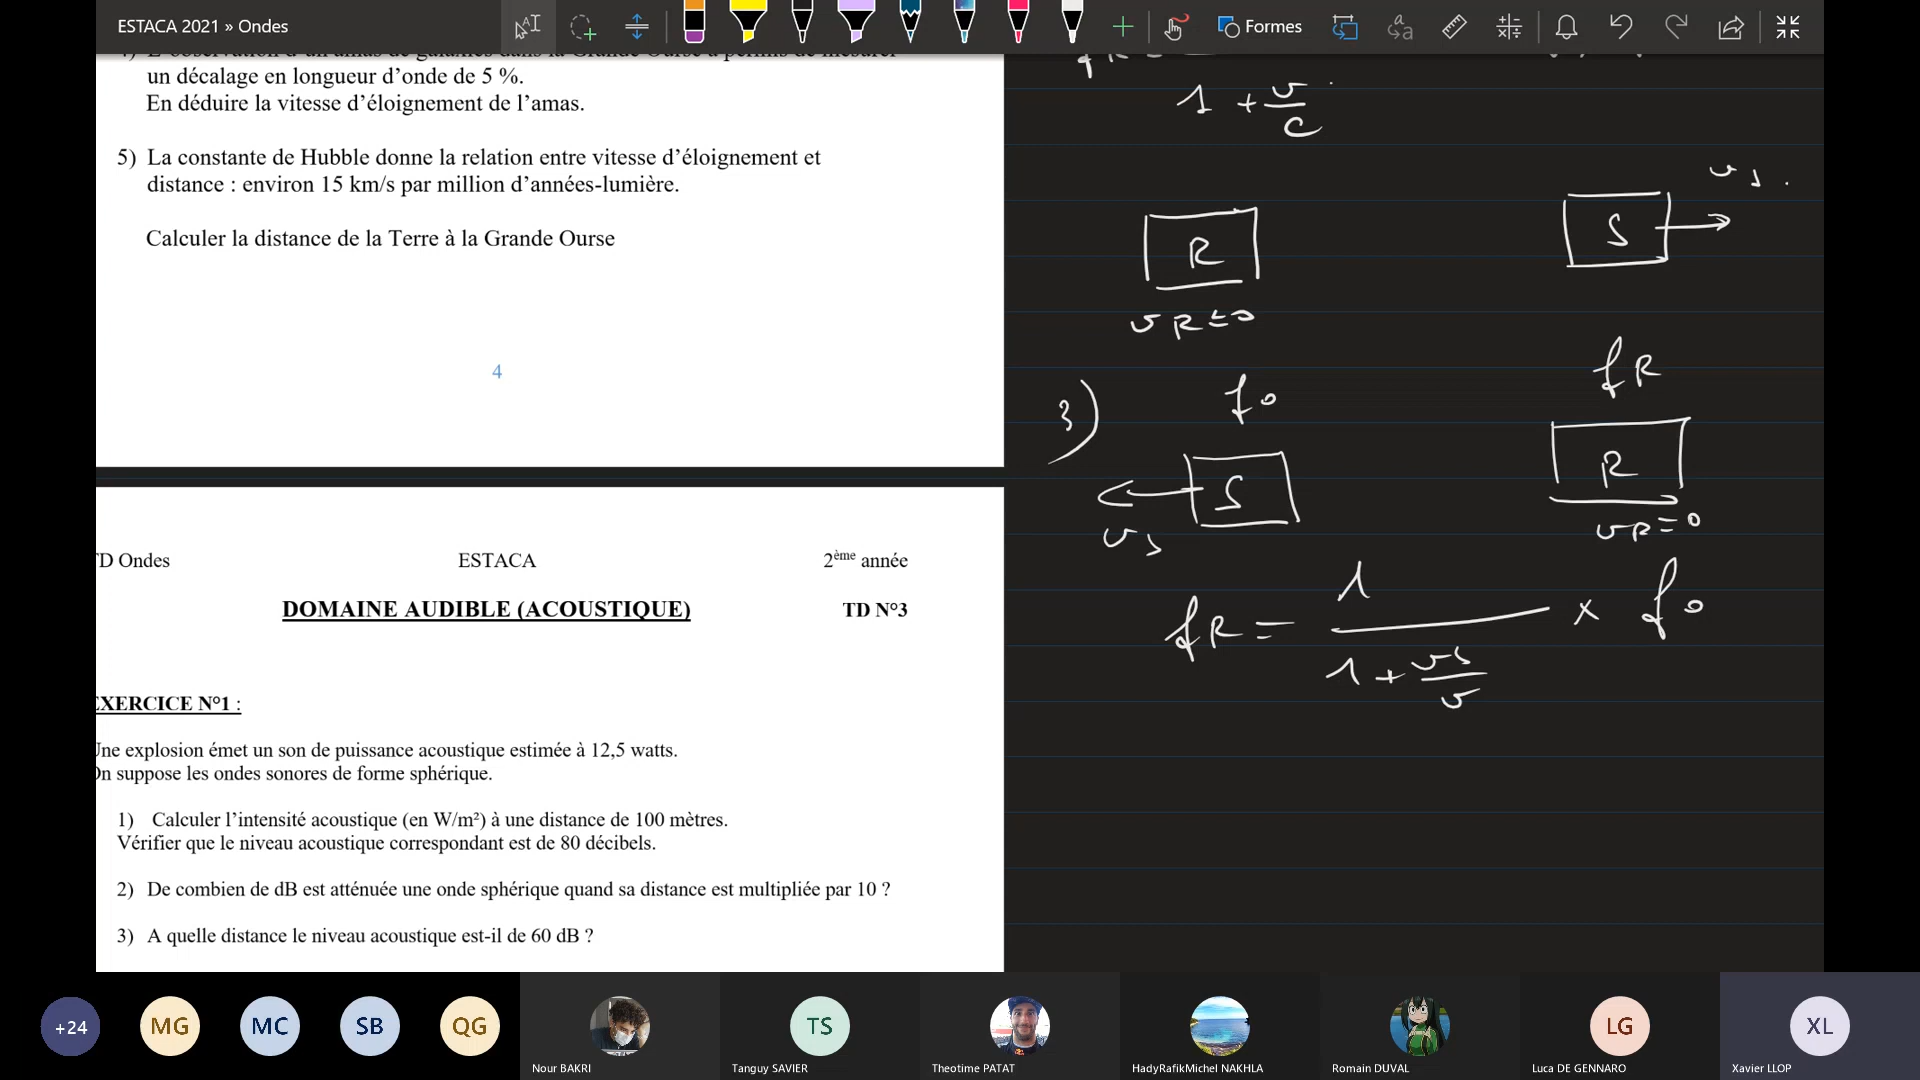 ESTACA 2021 » Ondes
Formes
un décalage en longueur d'onde de 5 %.
En déduire la vitesse d'éloignement de l'amas.
5) La constante de Hubble donne la relation entre vitesse d'éloignement et
distance : environ 15 km/s par million d'années-lumière.
Calculer la distance de la Terre à la Grande Ourse
4
TD Ondes ESTACA 2ème année
DOMAINE AUDIBLE (ACOUSTIQUE) TD N°3
EXERCICE N°1 :
Une explosion émet un son de puissance acoustique estimée à 12,5 watts.
On suppose les ondes sonores de forme sphérique.
1) Calculer l'intensité acoustique (en W/m²) à une distance de 100 mètres.
Vérifier que le niveau acoustique correspondant est de 80 décibels.
2) De combien de dB est atténuée une onde sphérique quand sa distance est multipliée par 10 ?
3) A quelle distance le niveau acoustique est-il de 60 dB ?
1 + v/c
vs
R S
vR=0
fR
3) f0
S R
vs vR=0
fR = 1 / (1 + vs/v) × f0
+24 MG MC SB QG TS LG XL
Nour BAKRI Tanguy SAVIER Theotime PATAT HadyRafikMichel NAKHLA Romain DUVAL Luca DE GENNARO Xavier LLOP